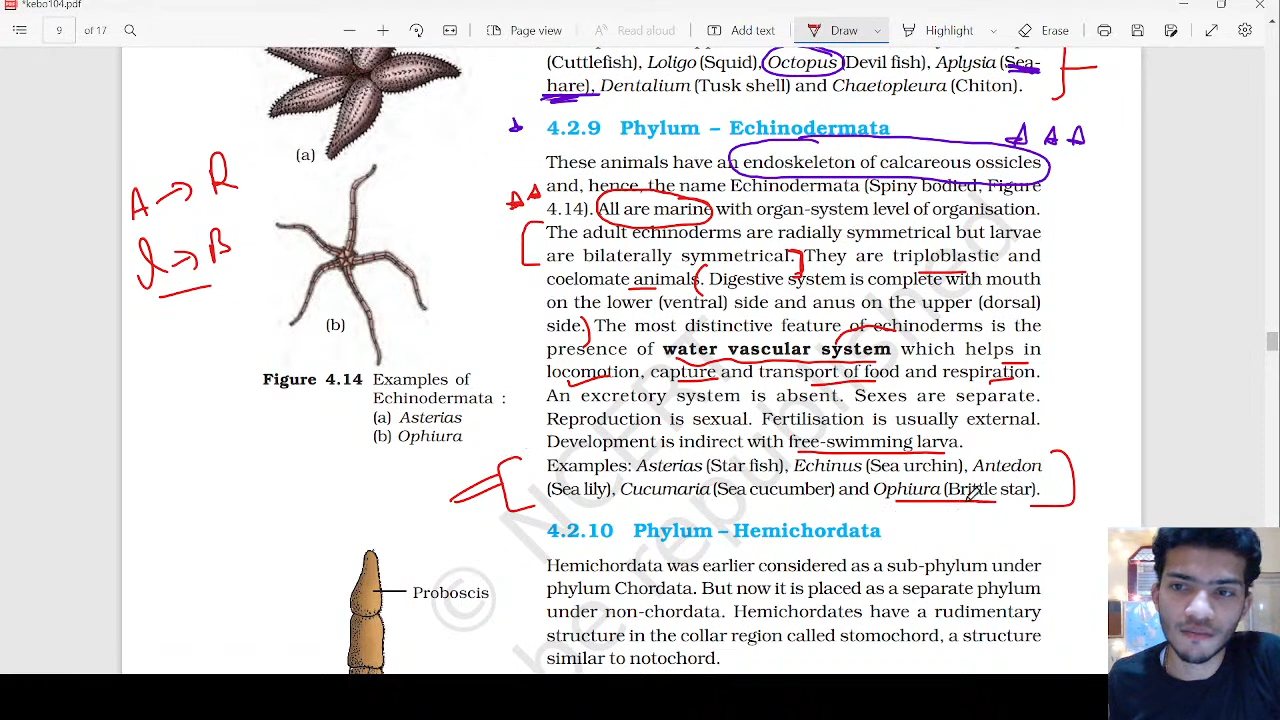 *kebo104.pdf
9 of 17
Page view
Read aloud
Add text
Draw
Highlight
Erase
(Cuttlefish), Loligo (Squid), Octopus (Devil fish), Aplysia (Sea-
hare), Dentalium (Tusk shell) and Chaetopleura (Chiton).
(a)
4.2.9 Phylum – Echinodermata
These animals have an endoskeleton of calcareous ossicles
and, hence, the name Echinodermata (Spiny bodied, Figure
4.14). All are marine with organ-system level of organisation.
The adult echinoderms are radially symmetrical but larvae
are bilaterally symmetrical. They are triploblastic and
coelomate animals. Digestive system is complete with mouth
on the lower (ventral) side and anus on the upper (dorsal)
side. The most distinctive feature of echinoderms is the
presence of water vascular system which helps in
locomotion, capture and transport of food and respiration.
An excretory system is absent. Sexes are separate.
Reproduction is sexual. Fertilisation is usually external.
Development is indirect with free-swimming larva.
Examples: Asterias (Star fish), Echinus (Sea urchin), Antedon
(Sea lily), Cucumaria (Sea cucumber) and Ophiura (Brittle star).
A → R
l → B
(b)
Figure 4.14 Examples of
Echinodermata :
(a) Asterias
(b) Ophiura
4.2.10 Phylum – Hemichordata
Hemichordata was earlier considered as a sub-phylum under
phylum Chordata. But now it is placed as a separate phylum
under non-chordata. Hemichordates have a rudimentary
structure in the collar region called stomochord, a structure
similar to notochord.
Proboscis
© NCERT
be republished